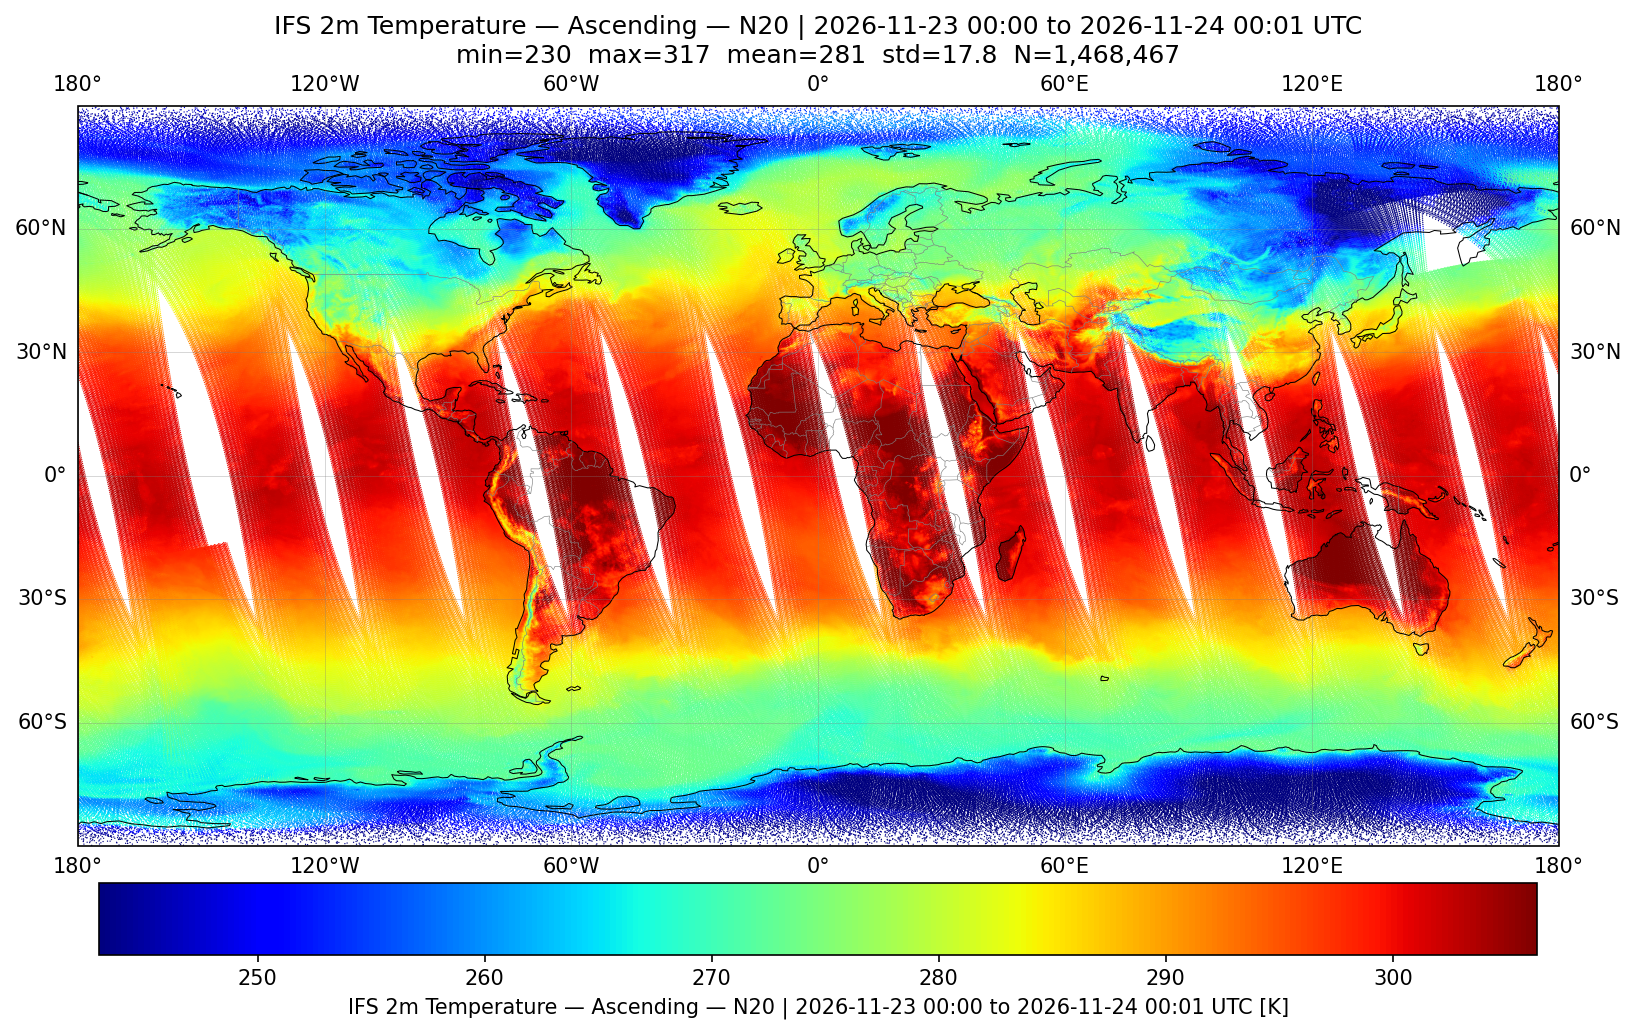 IFS 2m Temperature — Ascending — N20 | 2026-11-23 00:00 to 2026-11-24 00:01 UTC
min=230  max=317  mean=281  std=17.8  N=1,468,467
180° 120°W 60°W 0° 60°E 120°E 180°
60°N 60°N
30°N 30°N
0° 0°
30°S 30°S
60°S 60°S
180° 120°W 60°W 0° 60°E 120°E 180°
250 260 270 280 290 300
IFS 2m Temperature — Ascending — N20 | 2026-11-23 00:00 to 2026-11-24 00:01 UTC [K]